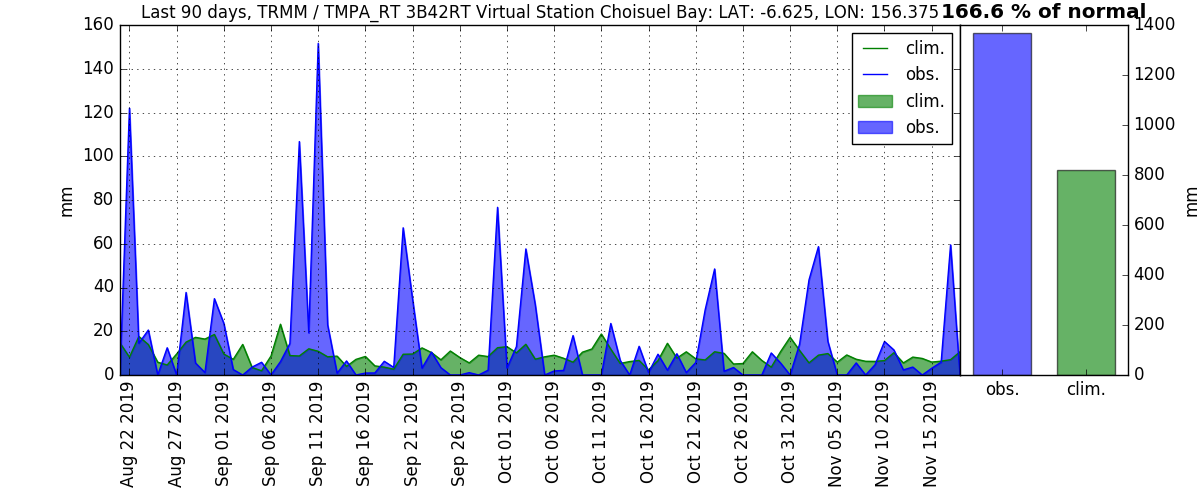 Last 90 days, TRMM / TMPA_RT 3B42RT Virtual Station Choisuel Bay: LAT: -6.625, LON: 156.375
166.6 % of normal
160
140
120
100
80
60
40
20
0
mm
clim.
obs.
clim.
obs.
Aug 22 2019
Aug 27 2019
Sep 01 2019
Sep 06 2019
Sep 11 2019
Sep 16 2019
Sep 21 2019
Sep 26 2019
Oct 01 2019
Oct 06 2019
Oct 11 2019
Oct 16 2019
Oct 21 2019
Oct 26 2019
Oct 31 2019
Nov 05 2019
Nov 10 2019
Nov 15 2019
1400
1200
1000
800
600
400
200
0
mm
obs.
clim.